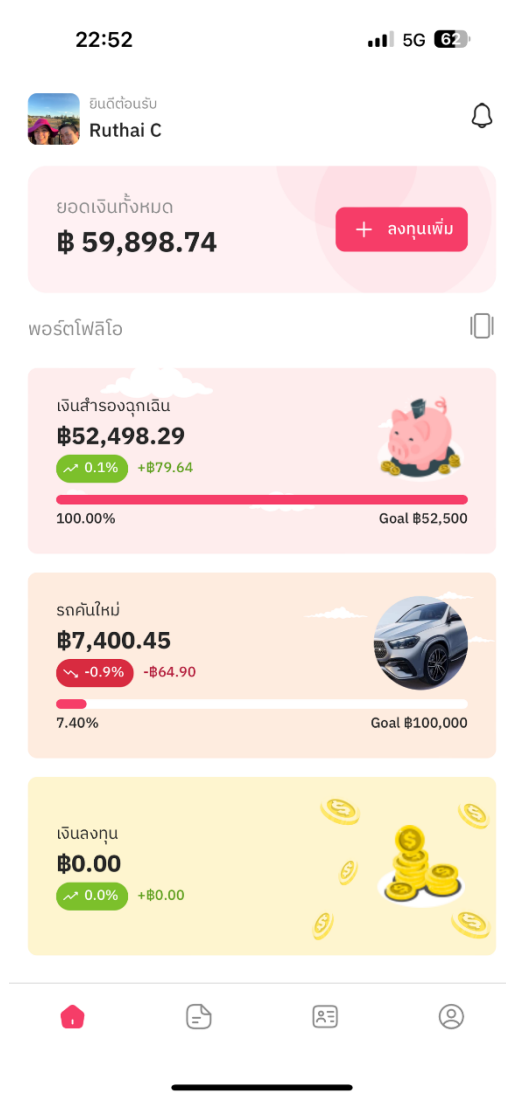 22:52
5G 62
ยินดีต้อนรับ
Ruthai C
ยอดเงินทั้งหมด
฿ 59,898.74
+ ลงทุนเพิ่ม
พอร์ตโฟลิโอ
เงินสำรองฉุกเฉิน
฿52,498.29
0.1% +฿79.64
100.00% Goal ฿52,500
รถคันใหม่
฿7,400.45
-0.9% -฿64.90
7.40% Goal ฿100,000
เงินลงทุน
฿0.00
0.0% +฿0.00